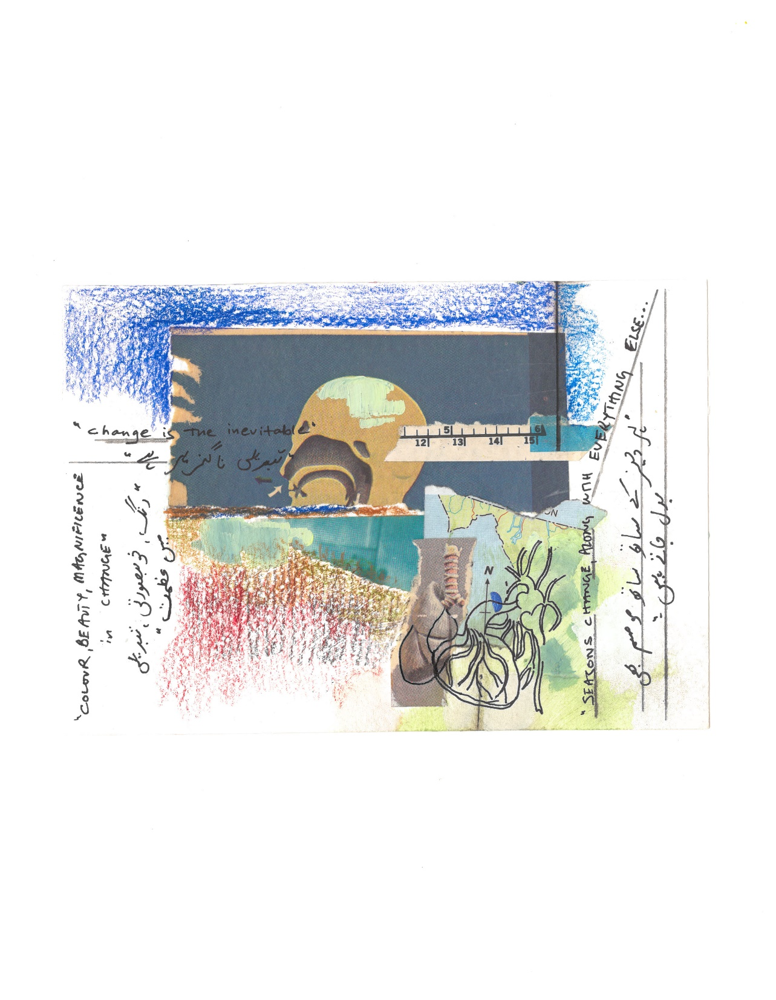 "change is the inevitable"
"تبدیلی ناگزیر ہے"
"COLOUR, BEAUTY, MAGNIFICENCE
in CHANGE"
"رنگ، خوبصورتی، تبدیلی
میں عظمت"
5 6
12 13 14 15
N
ON
"SEASONS CHANGE, ALONG WITH EVERYTHING ELSE...
"ہر چیز کے ساتھ ساتھ موسم بھی
بدل جاتے ہیں"